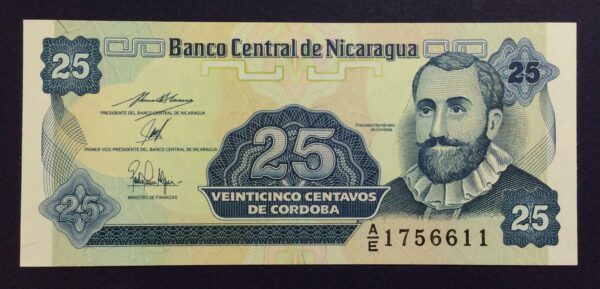 Banco Central de Nicaragua
25
25
PRESIDENTE DEL BANCO CENTRAL DE NICARAGUA
Francisco Hernández
de Córdoba
PRIMER VICE-PRESIDENTE DEL BANCO CENTRAL DE NICARAGUA
25
MINISTRO DE FINANZAS
VEINTICINCO CENTAVOS
DE CORDOBA
25
25
A/E 1756611